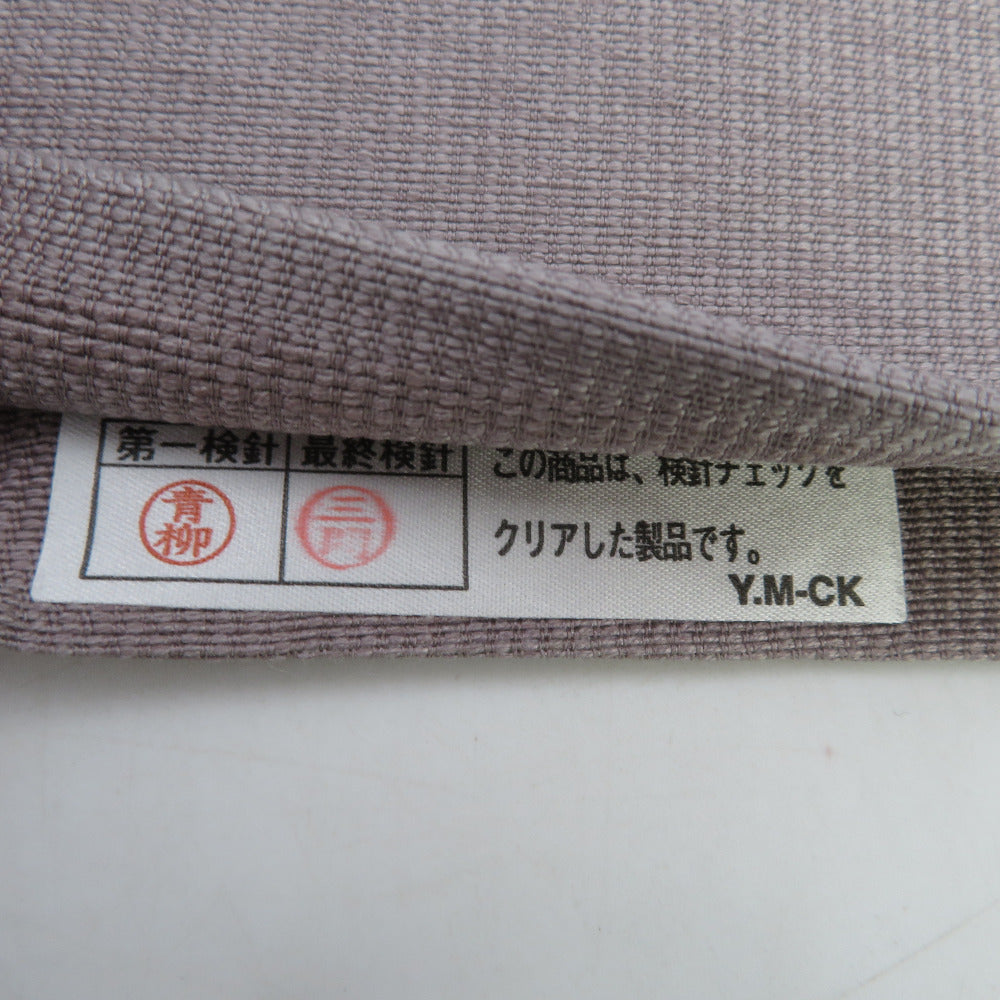 第一検針 最終検針
青柳 三門
この商品は、検針チェックを
クリアした製品です。
Y.M-CK